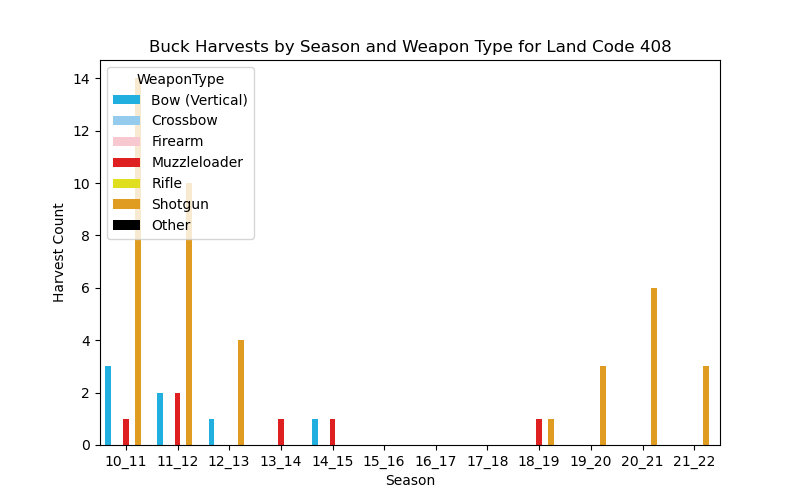 Buck Harvests by Season and Weapon Type for Land Code 408
WeaponType
Bow (Vertical)
Crossbow
Firearm
Muzzleloader
Rifle
Shotgun
Other
Harvest Count
14
12
10
8
6
4
2
0
10_11 11_12 12_13 13_14 14_15 15_16 16_17 17_18 18_19 19_20 20_21 21_22
Season